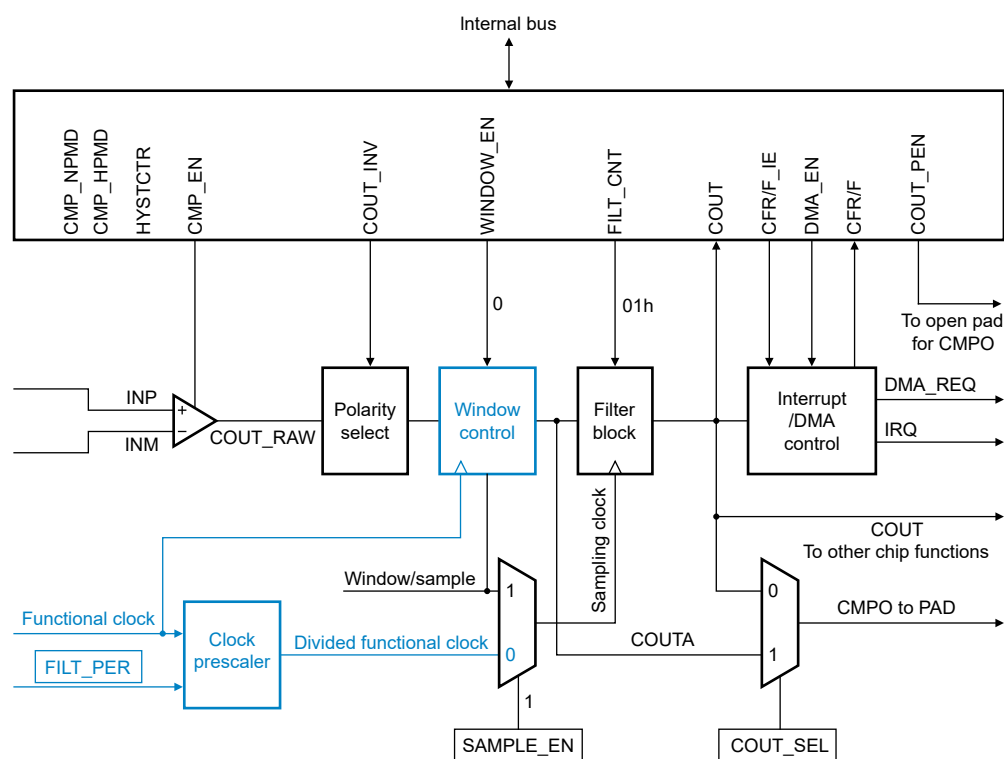 Internal bus
CMP_NPMD
CMP_HPMD
HYSTCTR
CMP_EN
COUT_INV
WINDOW_EN
FILT_CNT
COUT
CFR/F_IE
DMA_EN
CFR/F
COUT_PEN
0
01h
To open pad
for CMPO
INP
+
INM
−
COUT_RAW
Polarity
select
Window
control
Filter
block
Interrupt
/DMA
control
DMA_REQ
IRQ
COUT
To other chip functions
Sampling clock
Window/sample
1
0
Functional clock
FILT_PER
Clock
prescaler
Divided functional clock
0
COUTA
1
CMPO to PAD
1
SAMPLE_EN
COUT_SEL